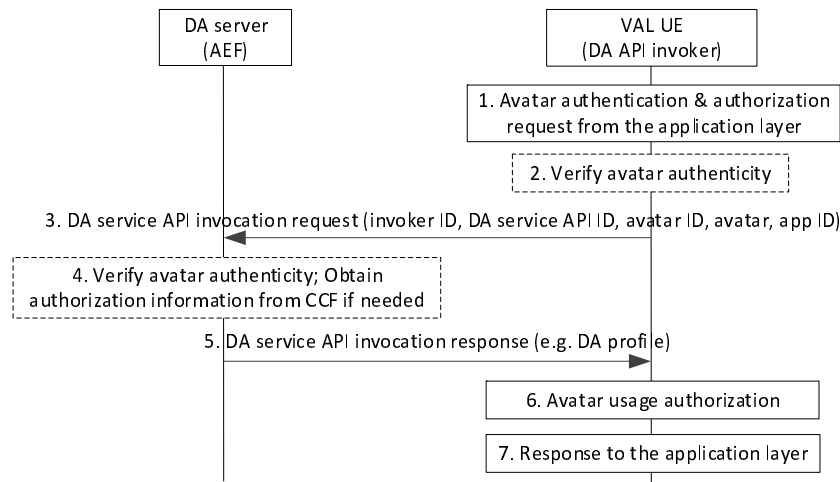 DA server
(AEF)
VAL UE
(DA API invoker)
1. Avatar authentication & authorization
request from the application layer
2. Verify avatar authenticity
3. DA service API invocation request (invoker ID, DA service API ID, avatar ID, avatar, app ID)
4. Verify avatar authenticity; Obtain
authorization information from CCF if needed
5. DA service API invocation response (e.g. DA profile)
6. Avatar usage authorization
7. Response to the application layer